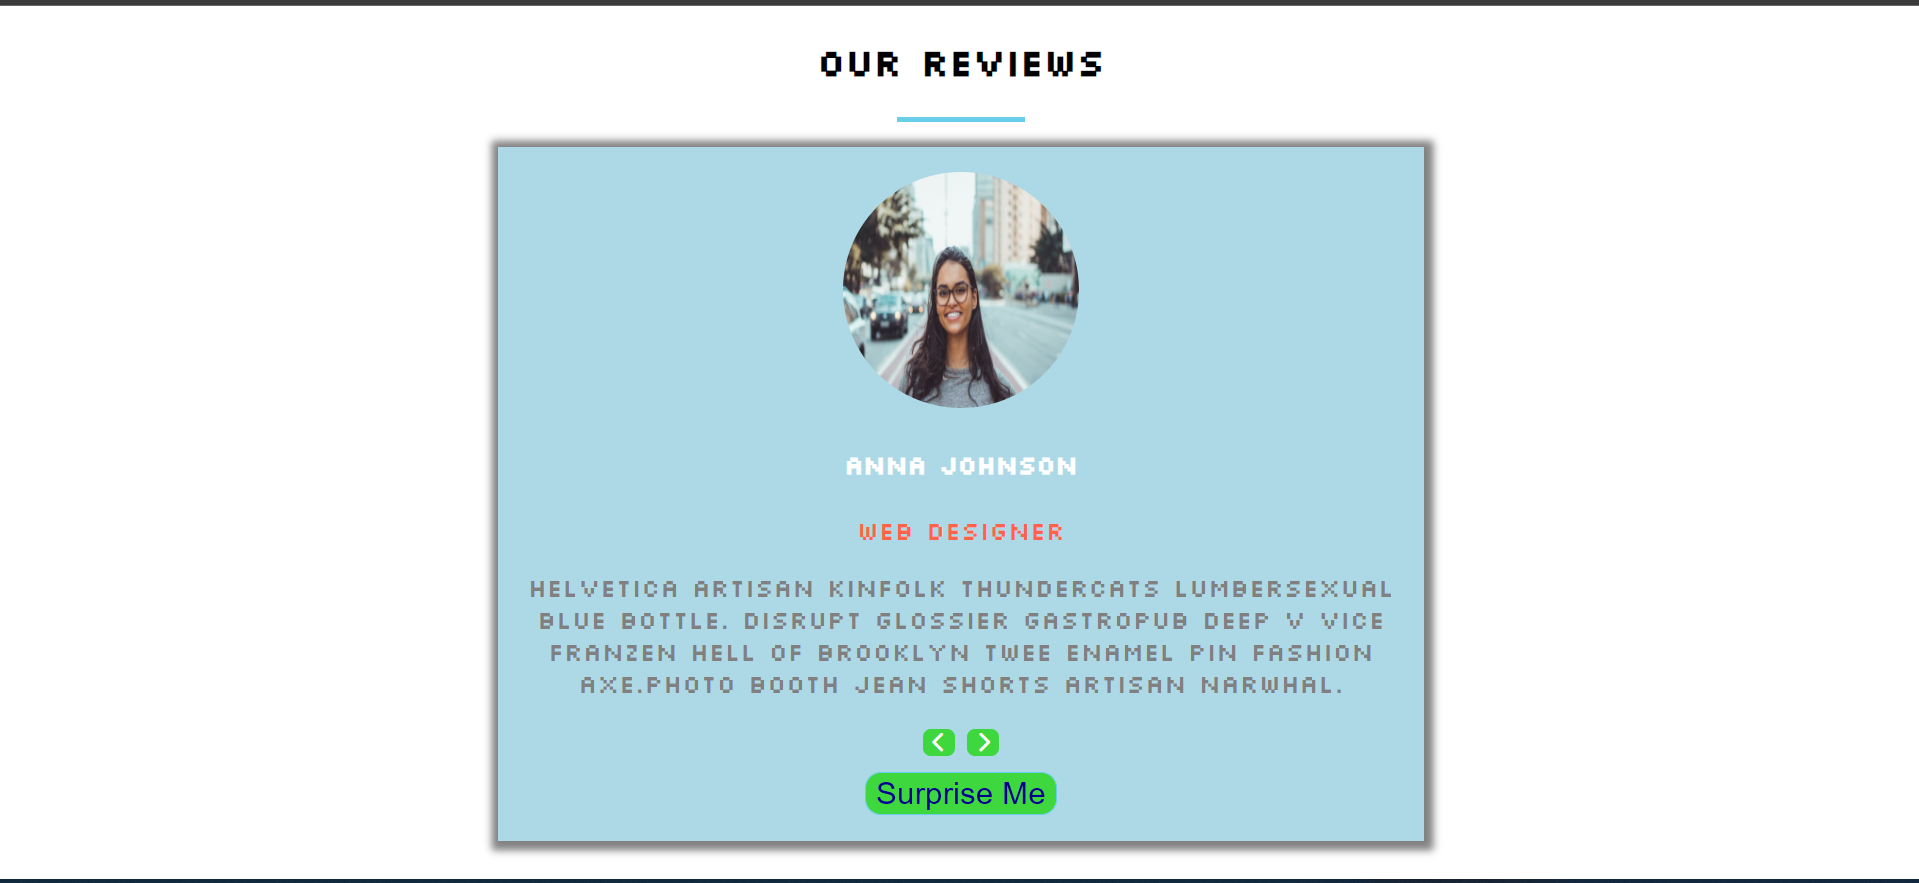 OUR REVIEWS
ANNA JOHNSON
WEB DESIGNER
HELVETICA ARTISAN KINFOLK THUNDERCATS LUMBERSEXUAL
BLUE BOTTLE. DISRUPT GLOSSIER GASTROPUB DEEP V VICE
FRANZEN HELL OF BROOKLYN TWEE ENAMEL PIN FASHION
AXE.PHOTO BOOTH JEAN SHORTS ARTISAN NARWHAL.
Surprise Me